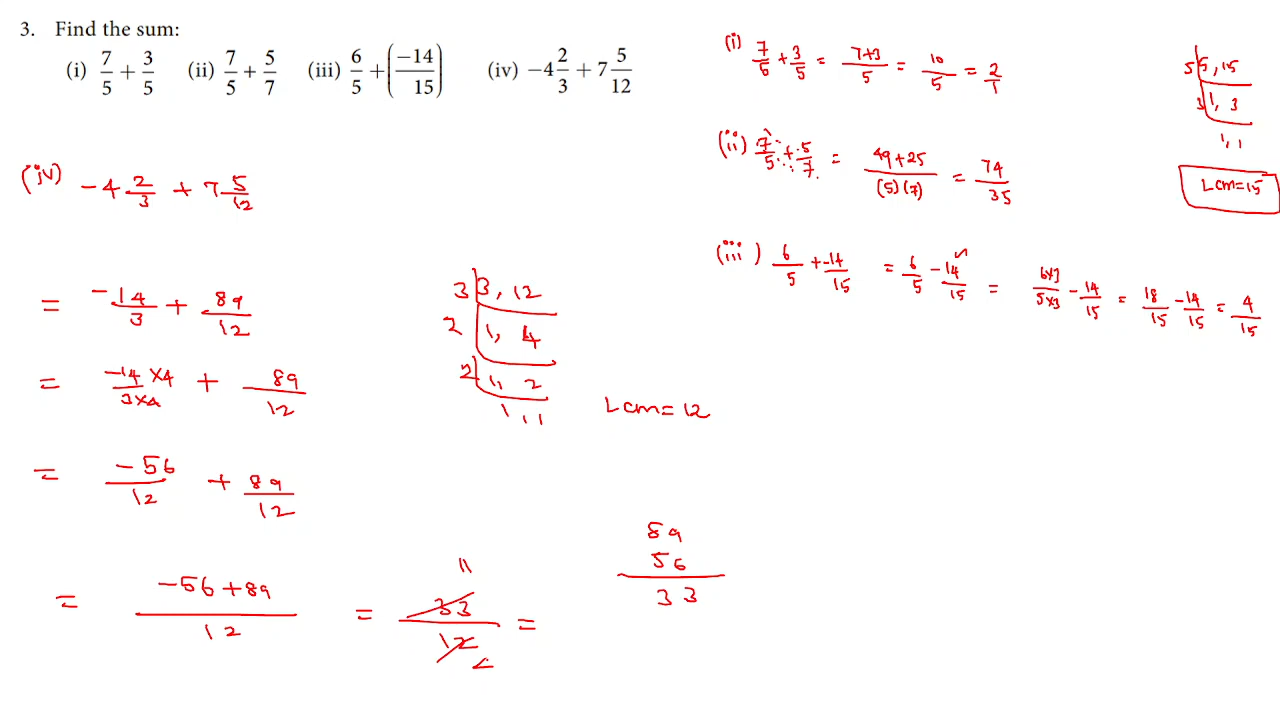 3. Find the sum:
(i) 7/5 + 3/5 (ii) 7/5 + 5/7 (iii) 6/5 + (−14/15) (iv) −4 2/3 + 7 5/12
(i) 7/5 + 3/5 = 7+3/5 = 10/5 = 2/1
5 | 5, 15
3 | 1, 3
1, 1
Lcm = 15
(ii) 7/5 + 5/7 = 49+25/(5)(7) = 74/35
(iii) 6/5 + -14/15 = 6/5 - 14/15 = 6×3/5×3 - 14/15 = 18/15 - 14/15 = 4/15
(iv) -4 2/3 + 7 5/12
= -14/3 + 89/12
3 | 3, 12
2 | 1, 4
2 | 1, 2
1, 1
Lcm = 12
= -14×4/3×4 + 89/12
= -56/12 + 89/12
= -56+89/12 = 33/12 =
11
4
89
56
33